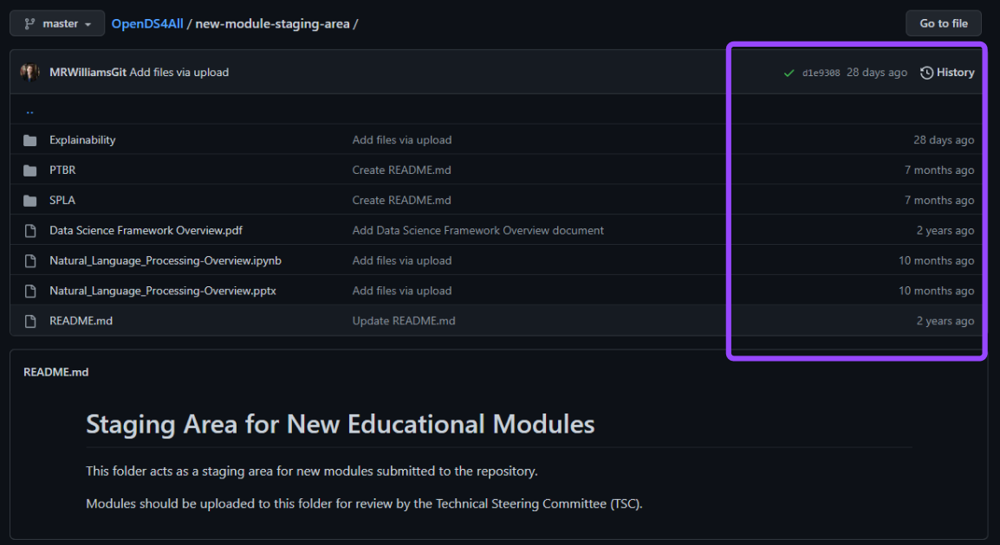 master OpenDS4All / new-module-staging-area / Go to file
MRWilliamsGit Add files via upload d1e9308 28 days ago History
..
Explainability Add files via upload 28 days ago
PTBR Create README.md 7 months ago
SPLA Create README.md 7 months ago
Data Science Framework Overview.pdf Add Data Science Framework Overview document 2 years ago
Natural_Language_Processing-Overview.ipynb Add files via upload 10 months ago
Natural_Language_Processing-Overview.pptx Add files via upload 10 months ago
README.md Update README.md 2 years ago
README.md
Staging Area for New Educational Modules
This folder acts as a staging area for new modules submitted to the repository.
Modules should be uploaded to this folder for review by the Technical Steering Committee (TSC).